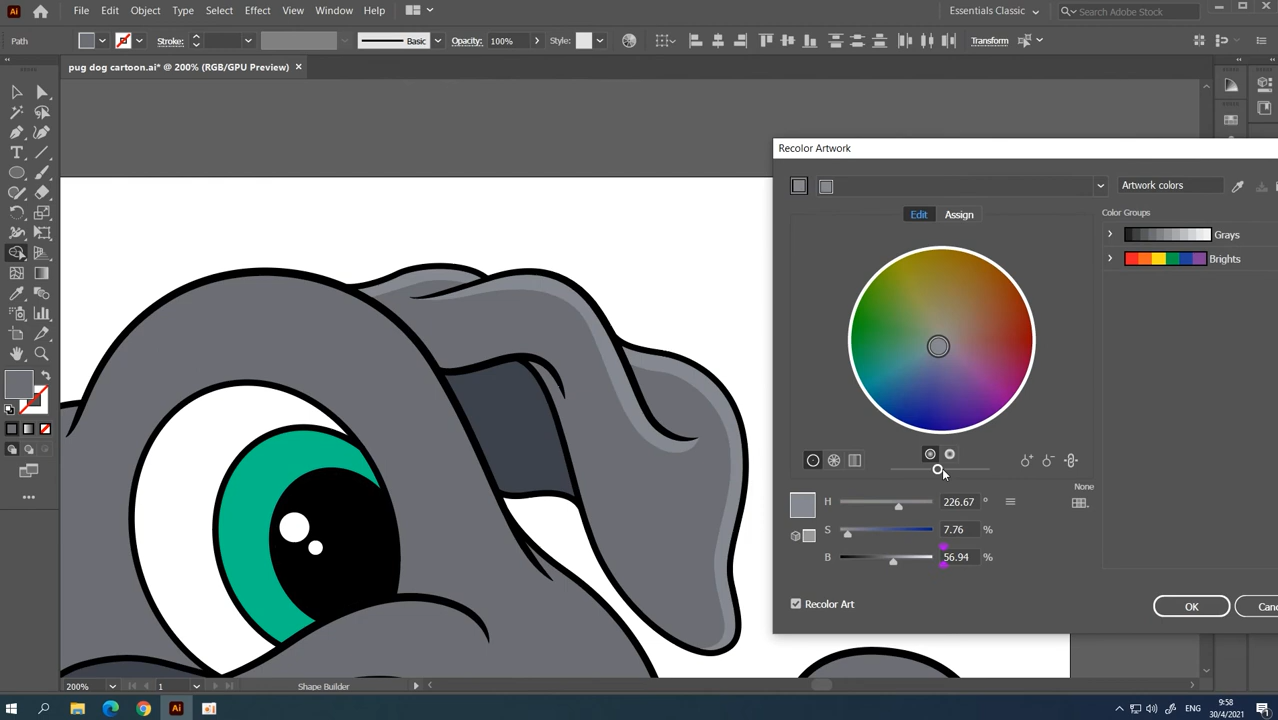 Ai File Edit Object Type Select Effect View Window Help Essentials Classic Search Adobe Stock
Path Stroke: Basic Opacity: 100% Style: Transform
pug dog cartoon.ai* @ 200% (RGB/GPU Preview)
Recolor Artwork
Artwork colors
Edit Assign
Color Groups
Grays
Brights
None
H 226.67 °
S 7.76 %
B 56.94 %
Recolor Art
OK
200% 1 Shape Builder
Ai ENG 9:58
30/4/2021